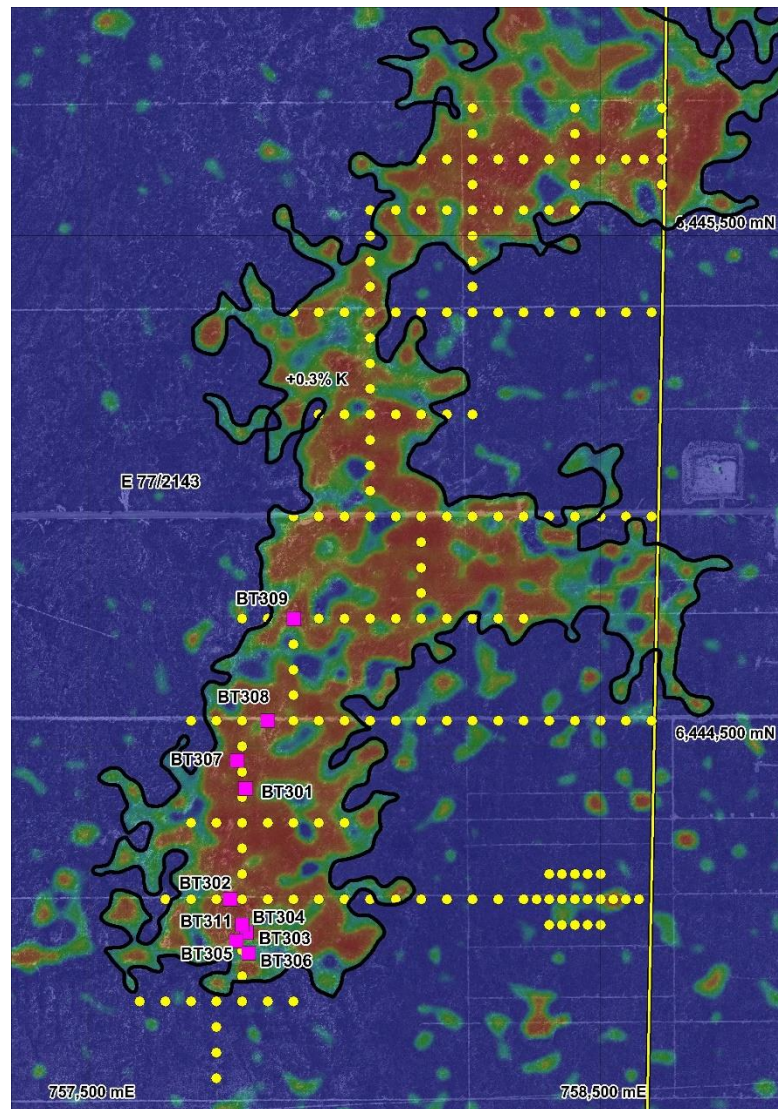 6,445,500 mN
+0.3% K
E 77/2143
BT309
BT308
6,444,500 mN
BT307
BT301
BT302
BT311
BT304
BT303
BT305
BT306
757,500 mE
758,500 mE